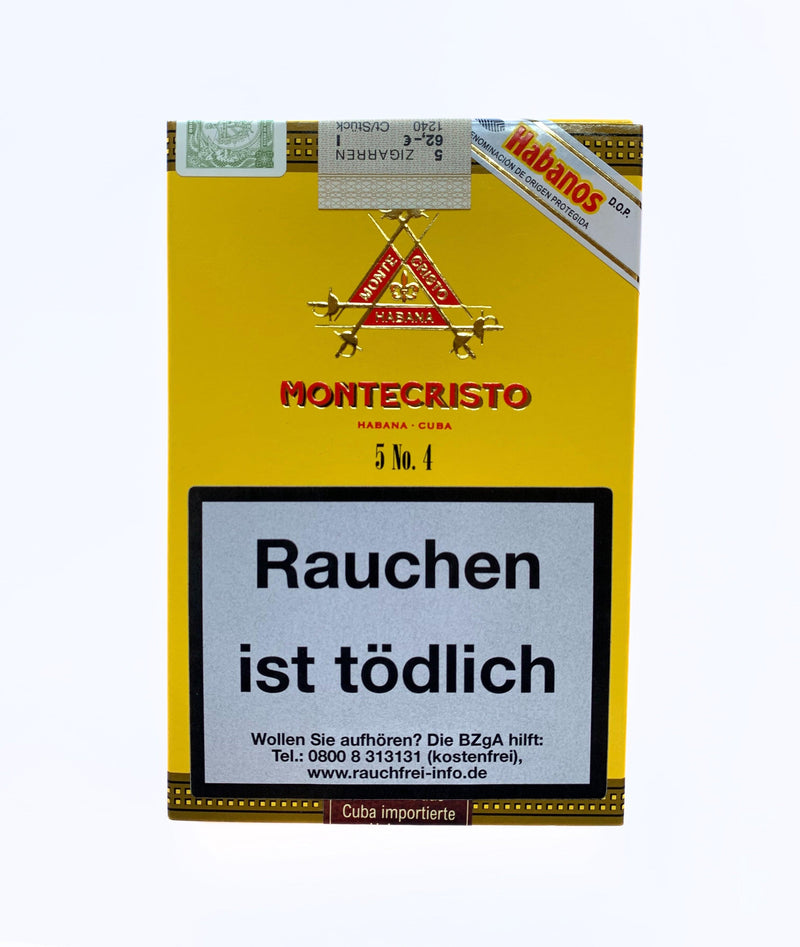 5 ZIGARREN I
62,-€
1240 Ct/Stück
Habanos
D.O.P.
DENOMINACIÓN DE ORIGEN PROTEGIDA
MONTE CRISTO
HABANA
MONTECRISTO
HABANA · CUBA
5 No. 4
Rauchen
ist tödlich
Wollen Sie aufhören? Die BZgA hilft:
Tel.: 0800 8 313131 (kostenfrei),
www.rauchfrei-info.de
Cuba importierte